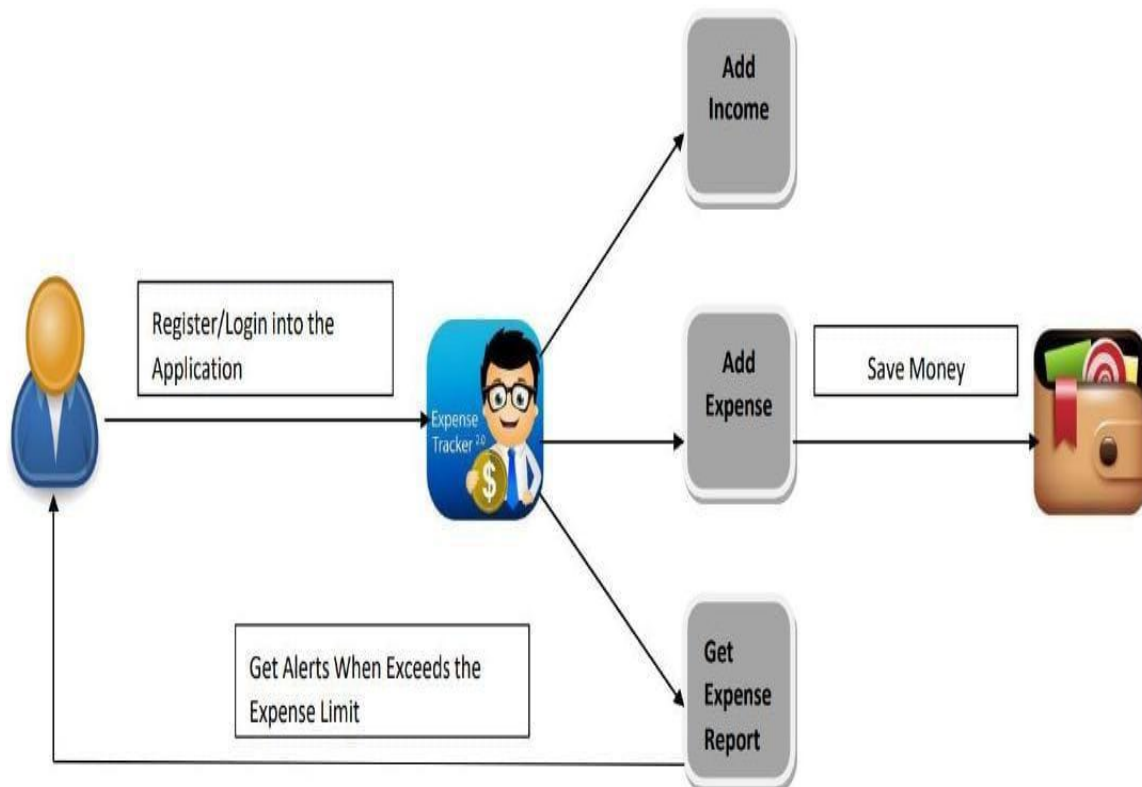 Add
Income
Register/Login into the
Application
Expense
Tracker 2.0
$
Add
Expense
Save Money
Get Alerts When Exceeds the
Expense Limit
Get
Expense
Report